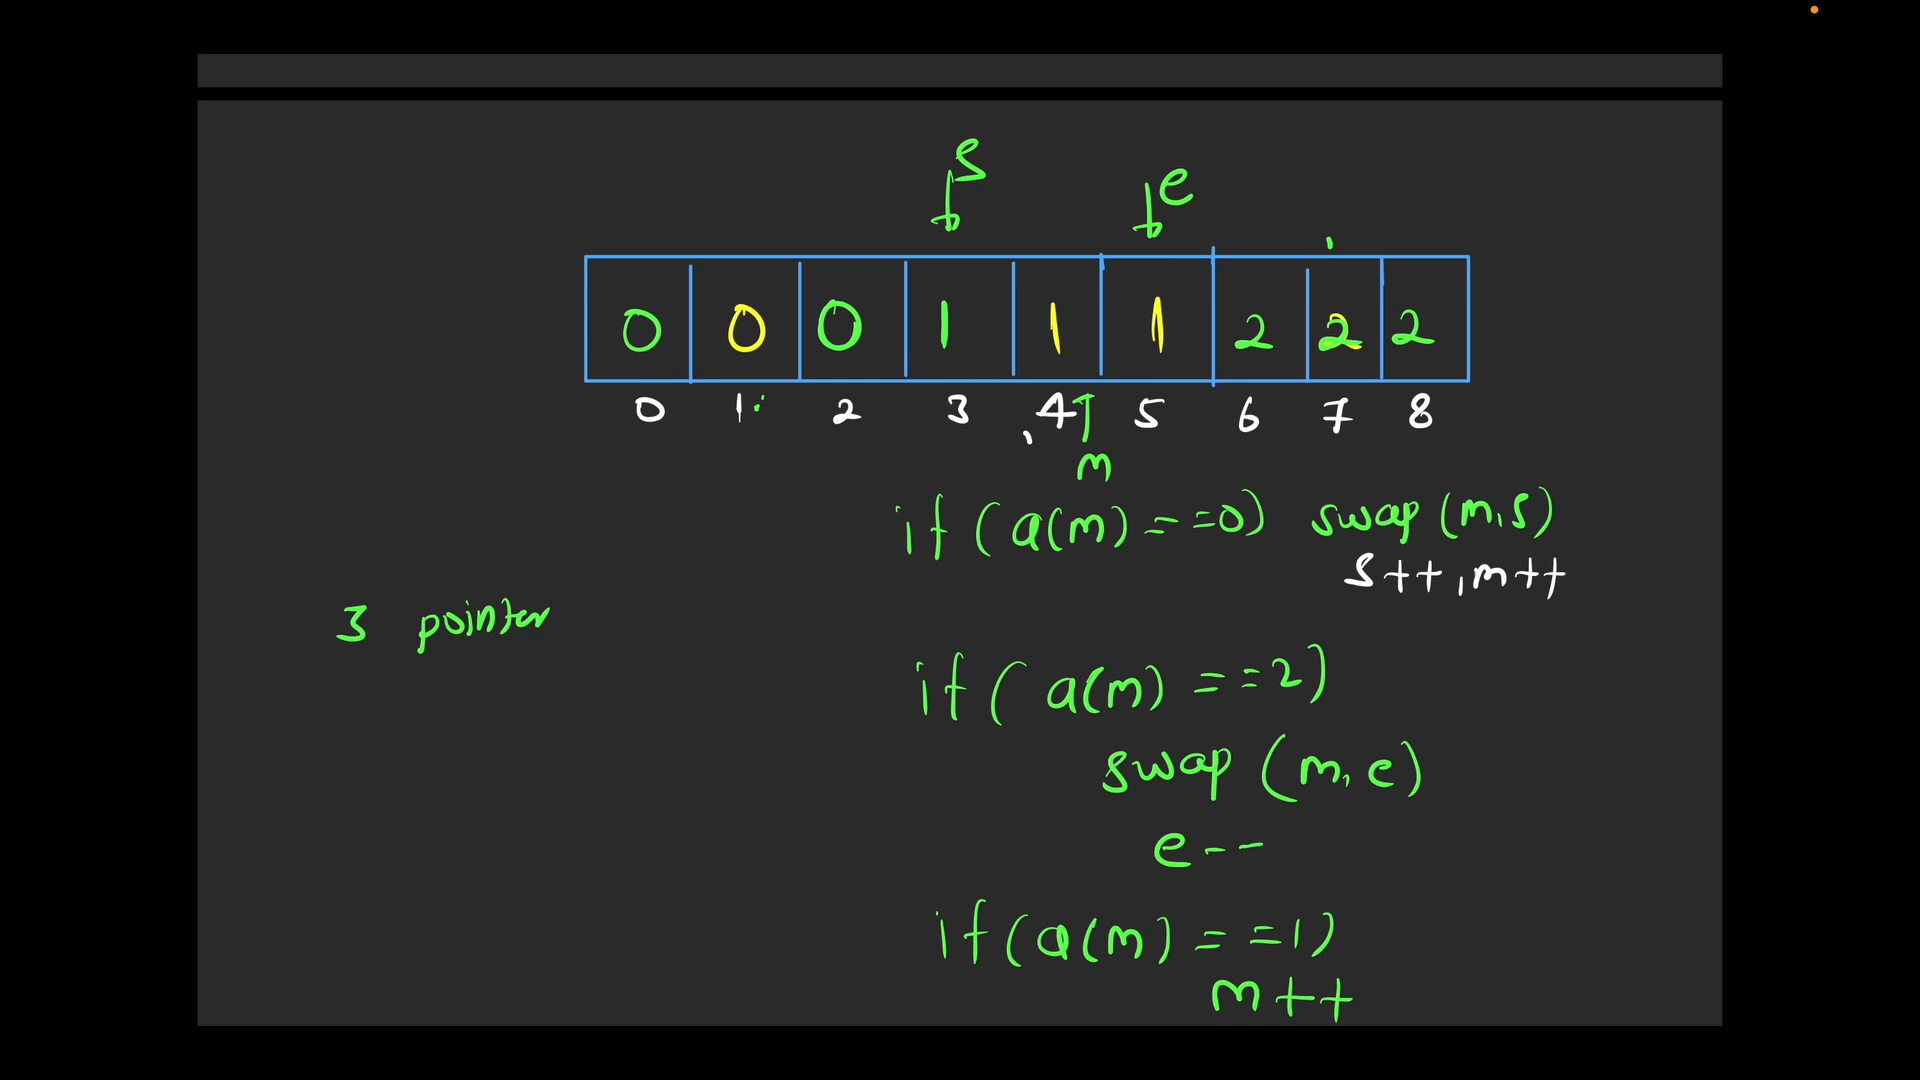 s e
0 0 0 1 1 1 2 2 2
0 1 2 3 4 5 6 7 8
m
if ( a(m) == 0) swap (m,s)
s++, m++
3 pointer
if ( a(m) == 2)
swap (m, e)
e--
if ( a(m) == 1)
m++